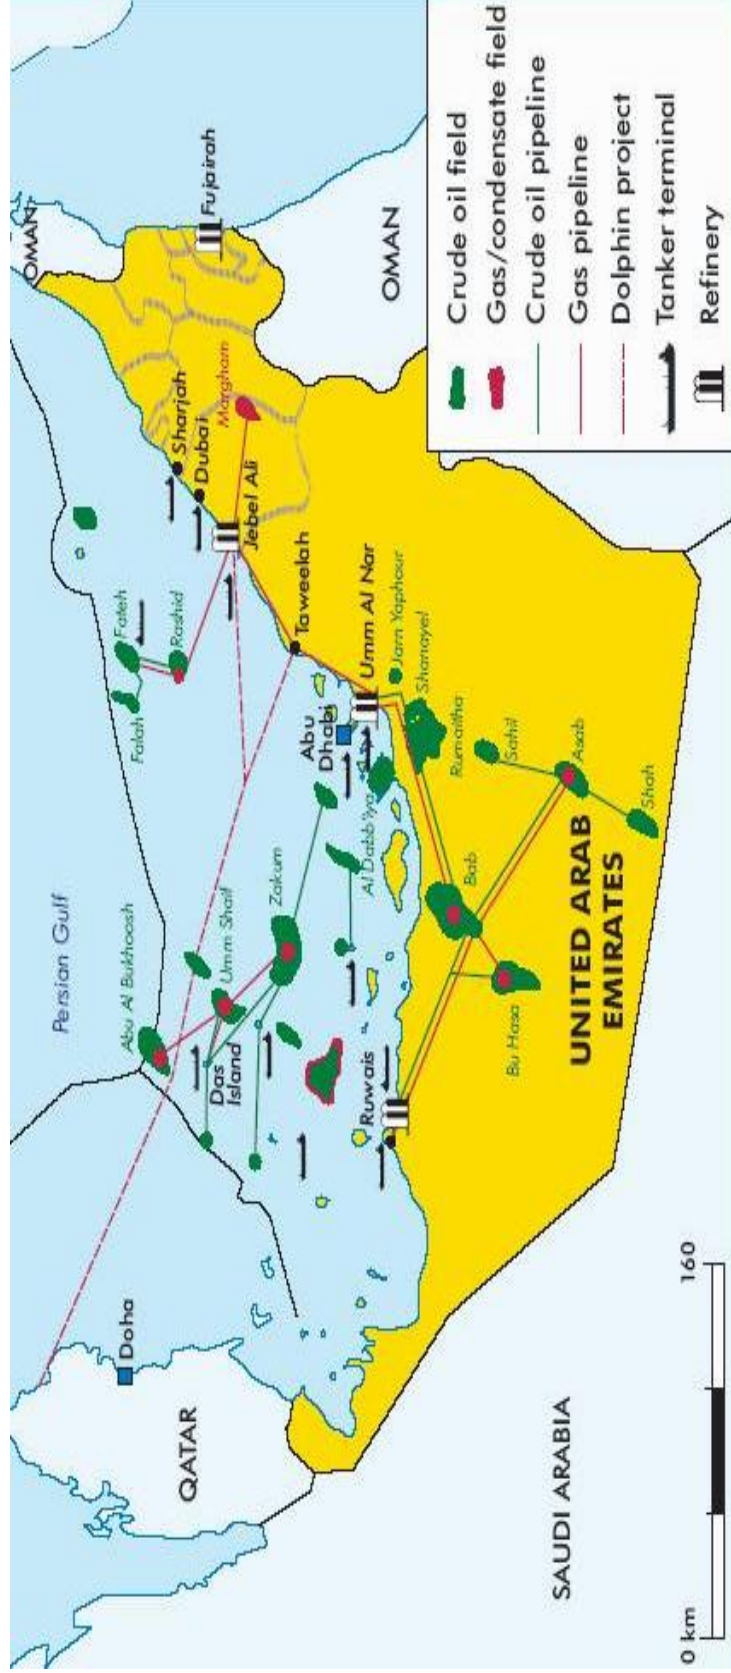 OMAN
Persian Gulf
Fateh
Falah
Rashid
Sharjah
Dubai
Jebel Ali
Margham
Fujairah
Doha
QATAR
Abu Al Bukhoosh
Umm Shaif
Das
Island
Zakum
Taweelah
Abu
Dhabi
Umm Al Nar
Jarn Yaphour
Shanayel
Rumaitha
Al Dabb'iya
OMAN
Ruwais
Bab
Bu Hasa
Sahil
Asab
Shah
UNITED ARAB
EMIRATES
SAUDI ARABIA
Crude oil field
Gas/condensate field
Crude oil pipeline
Gas pipeline
Dolphin project
Tanker terminal
Refinery
0 km
160